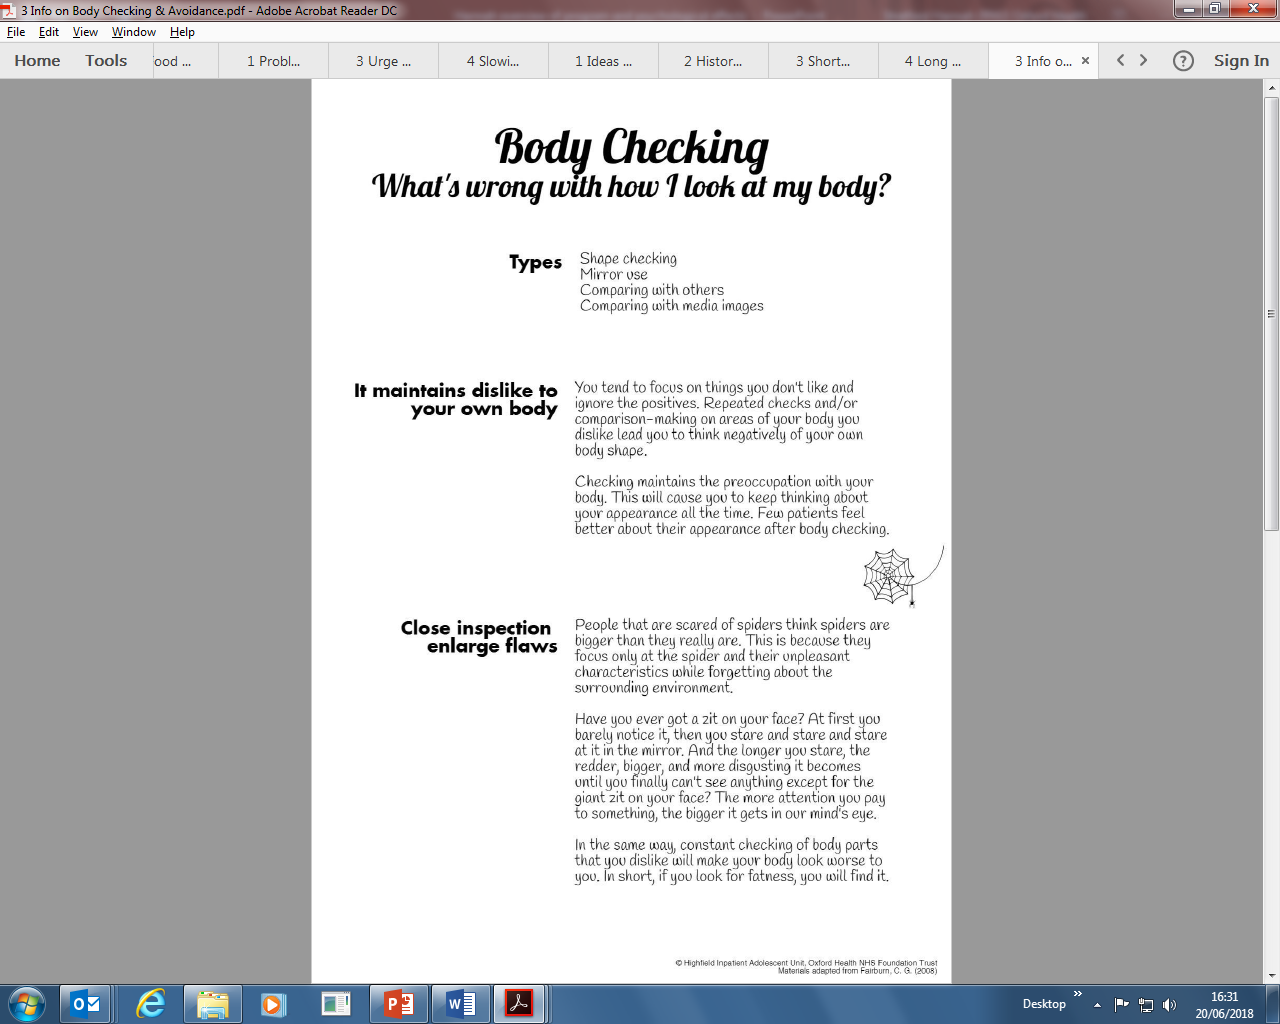 3 Info on Body Checking & Avoidance.pdf - Adobe Acrobat Reader DC
File Edit View Window Help
Home Tools ood ... 1 Probl... 3 Urge ... 4 Slowi... 1 Ideas ... 2 Histor... 3 Short... 4 Long ... 3 Info o... × ? Sign In
Body Checking
What's wrong with how I look at my body?
Types
Shape checking
Mirror use
Comparing with others
Comparing with media images
It maintains dislike to
your own body
You tend to focus on things you don't like and
ignore the positives. Repeated checks and/or
comparison-making on areas of your body you
dislike lead you to think negatively of your own
body shape.
Checking maintains the preoccupation with your
body. This will cause you to keep thinking about
your appearance all the time. Few patients feel
better about their appearance after body checking.
Close inspection
enlarge flaws
People that are scared of spiders think spiders are
bigger than they really are. This is because they
focus only at the spider and their unpleasant
characteristics while forgetting about the
surrounding environment.
Have you ever got a zit on your face? At first you
barely notice it, then you stare and stare and stare
at it in the mirror. And the longer you stare, the
redder, bigger, and more disgusting it becomes
until you finally can't see anything except for the
giant zit on your face? The more attention you pay
to something, the bigger it gets in our mind's eye.
In the same way, constant checking of body parts
that you dislike will make your body look worse to
you. In short, if you look for fatness, you will find it.
© Highfield Inpatient Adolescent Unit, Oxford Health NHS Foundation Trust
Materials adapted from Fairburn, C. G. (2008)
Desktop » 16:31
20/06/2018